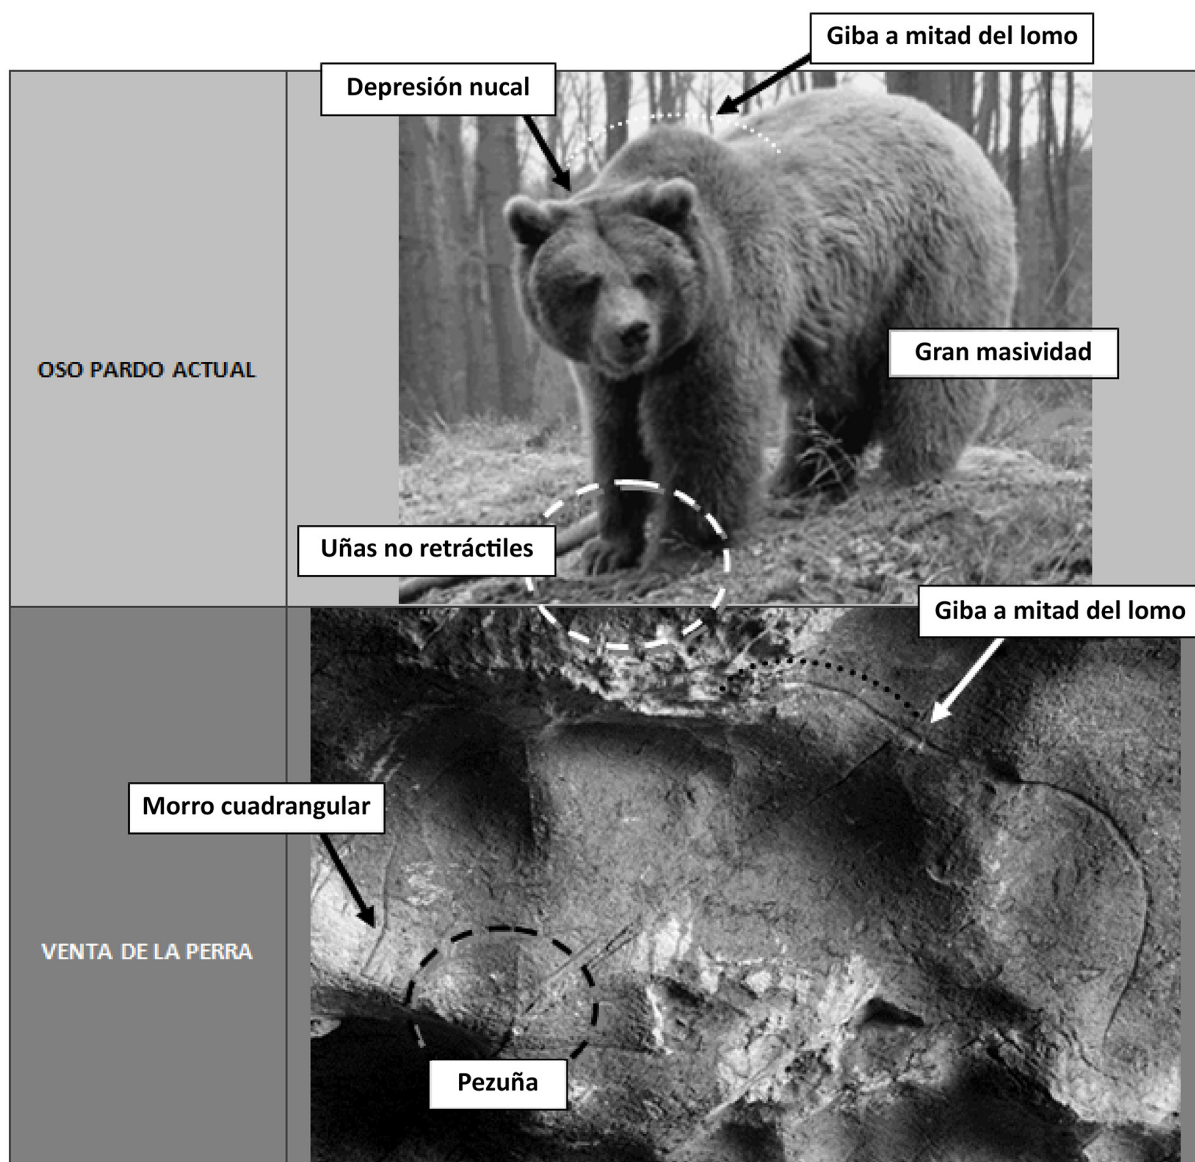 Giba a mitad del lomo
Depresión nucal
OSO PARDO ACTUAL
Gran masividad
Uñas no retráctiles
Giba a mitad del lomo
Morro cuadrangular
VENTA DE LA PERRA
Pezuña